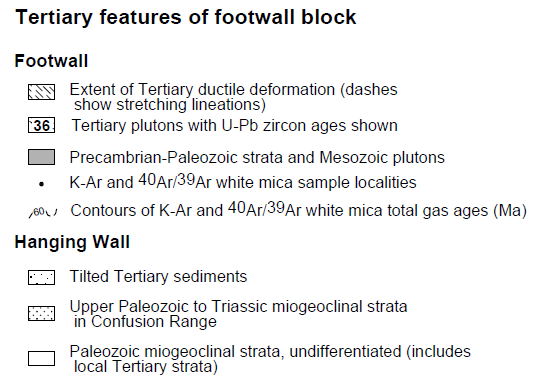 Tertiary features of footwall block
Footwall
Extent of Tertiary ductile deformation (dashes
show stretching lineations)
36 Tertiary plutons with U-Pb zircon ages shown
Precambrian-Paleozoic strata and Mesozoic plutons
K-Ar and 40Ar/39Ar white mica sample localities
60 Contours of K-Ar and 40Ar/39Ar white mica total gas ages (Ma)
Hanging Wall
Tilted Tertiary sediments
Upper Paleozoic to Triassic miogeoclinal strata
in Confusion Range
Paleozoic miogeoclinal strata, undifferentiated (includes
local Tertiary strata)